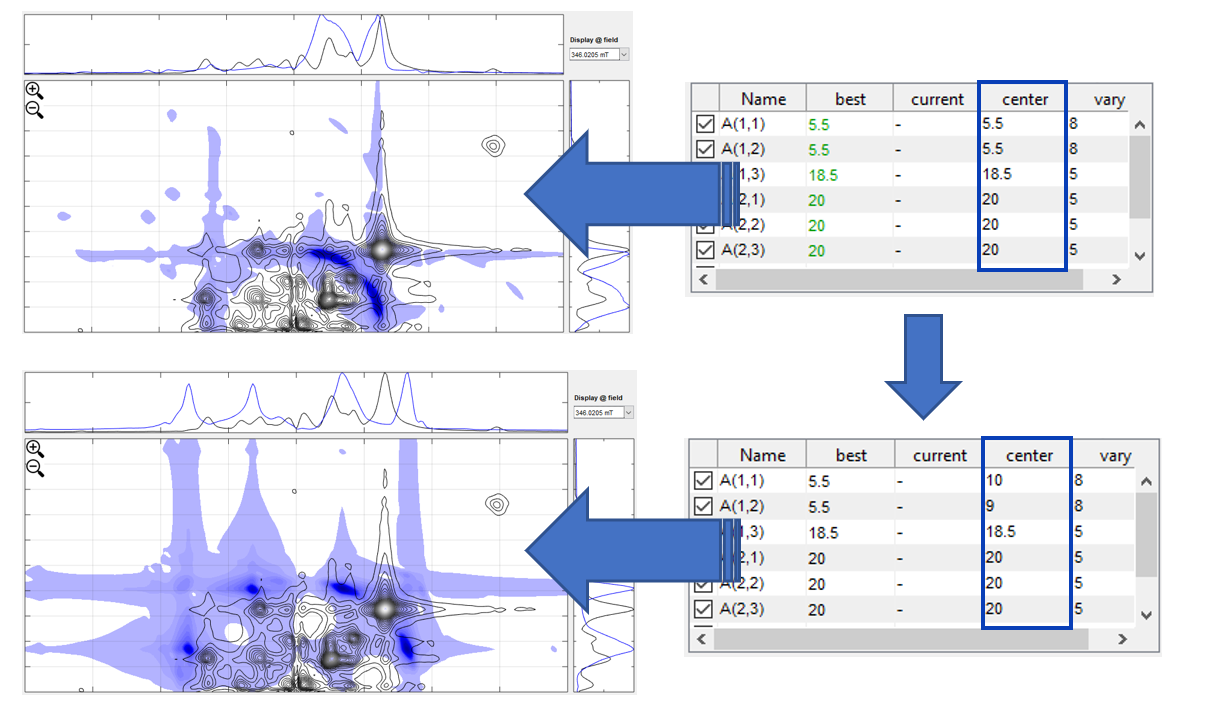 Display @ field
346.0205 mT
Name best current center vary
A(1,1) 5.5 - 5.5 8
A(1,2) 5.5 - 5.5 8
1,3) 18.5 - 18.5 5
2,1) 20 - 20 5
2,2) 20 - 20 5
A(2,3) 20 - 20 5
Display @ field
346.0205 mT
Name best current center vary
A(1,1) 5.5 - 10 8
A(1,2) 5.5 - 9 8
1,3) 18.5 - 18.5 5
2,1) 20 - 20 5
2,2) 20 - 20 5
A(2,3) 20 - 20 5